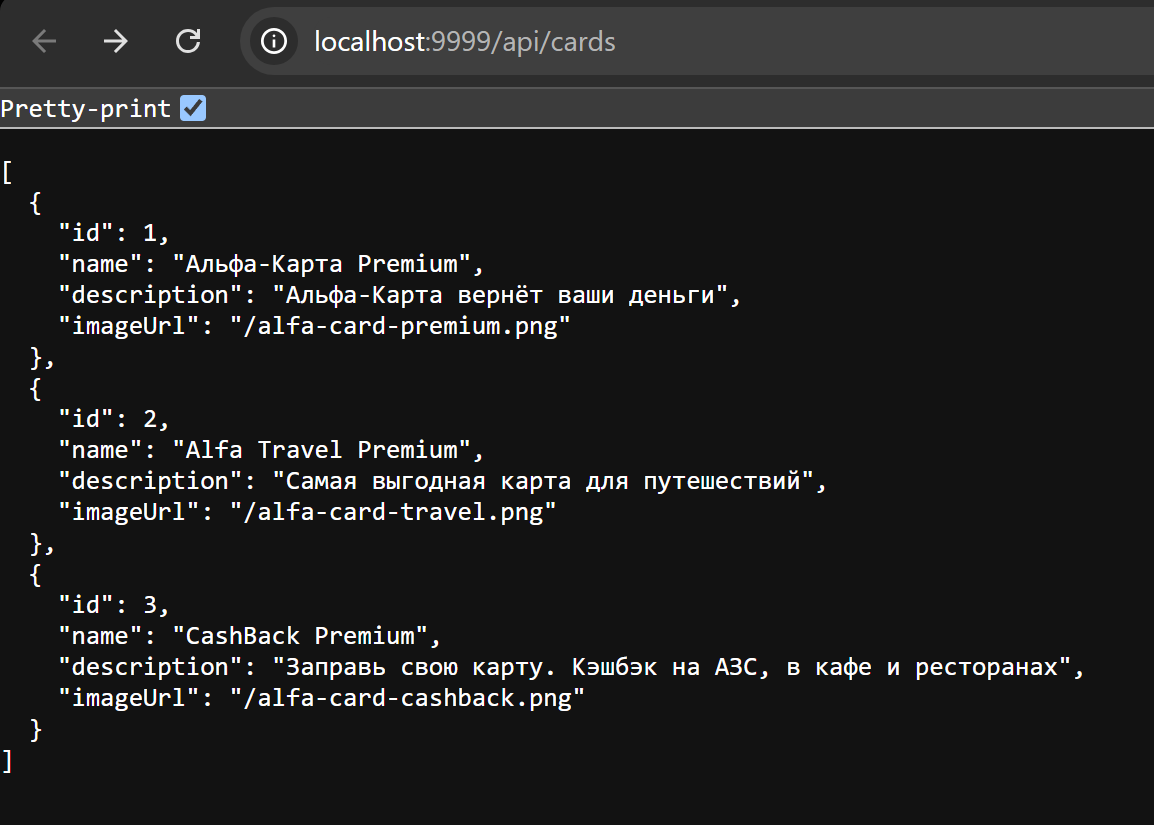 localhost:9999/api/cards
Pretty-print
[
  {
    "id": 1,
    "name": "Альфа-Карта Premium",
    "description": "Альфа-Карта вернёт ваши деньги",
    "imageUrl": "/alfa-card-premium.png"
  },
  {
    "id": 2,
    "name": "Alfa Travel Premium",
    "description": "Самая выгодная карта для путешествий",
    "imageUrl": "/alfa-card-travel.png"
  },
  {
    "id": 3,
    "name": "CashBack Premium",
    "description": "Заправь свою карту. Кэшбэк на АЗС, в кафе и ресторанах",
    "imageUrl": "/alfa-card-cashback.png"
  }
]